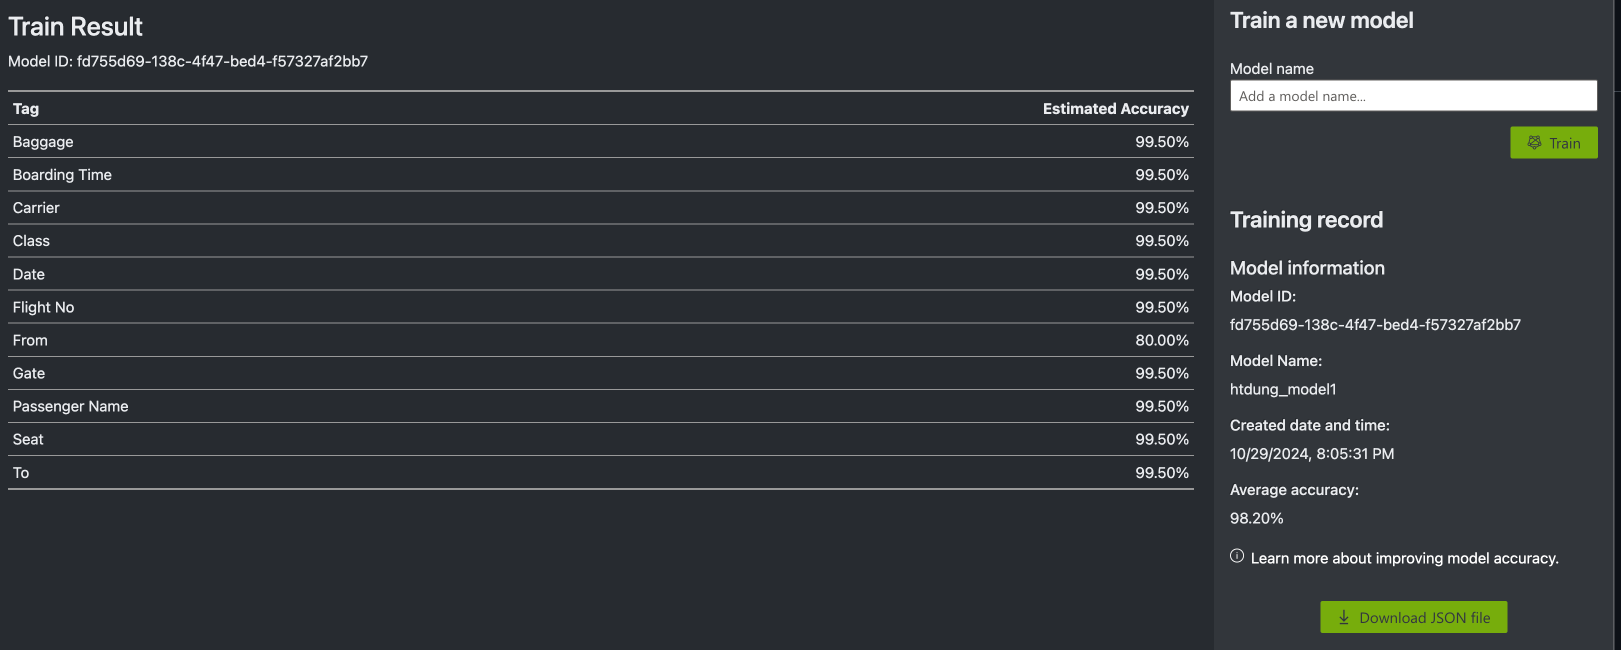 Train Result
Model ID: fd755d69-138c-4f47-bed4-f57327af2bb7
Tag Estimated Accuracy
Baggage 99.50%
Boarding Time 99.50%
Carrier 99.50%
Class 99.50%
Date 99.50%
Flight No 99.50%
From 80.00%
Gate 99.50%
Passenger Name 99.50%
Seat 99.50%
To 99.50%
Train a new model
Model name
Add a model name...
Train
Training record
Model information
Model ID:
fd755d69-138c-4f47-bed4-f57327af2bb7
Model Name:
htdung_model1
Created date and time:
10/29/2024, 8:05:31 PM
Average accuracy:
98.20%
Learn more about improving model accuracy.
Download JSON file